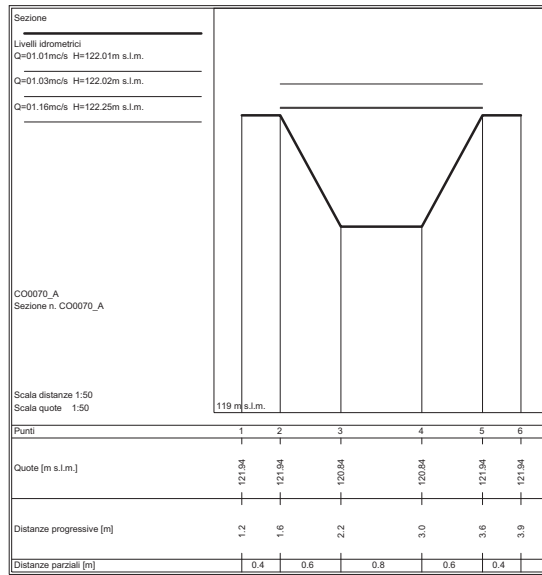 Sezione
Livelli idrometrici
Q=01.01mc/s H=122.01m s.l.m.
Q=01.03mc/s H=122.02m s.l.m.
Q=01.16mc/s H=122.25m s.l.m.
CO0070_A
Sezione n. CO0070_A
Scala distanze 1:50
Scala quote 1:50
119 m s.l.m.
Punti 1 2 3 4 5 6
Quote [m s.l.m.] 121.94 121.94 120.84 120.84 121.94 121.94
Distanze progressive [m] 1.2 1.6 2.2 3.0 3.6 3.9
Distanze parziali [m] 0.4 0.6 0.8 0.6 0.4